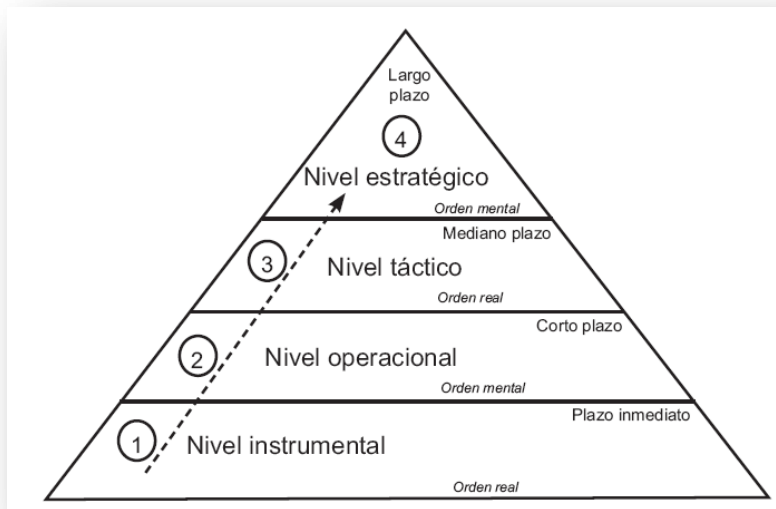 Largo
plazo
4
Nivel estratégico
Orden mental
Mediano plazo
3
Nivel táctico
Orden real
Corto plazo
2
Nivel operacional
Orden mental
Plazo inmediato
1
Nivel instrumental
Orden real